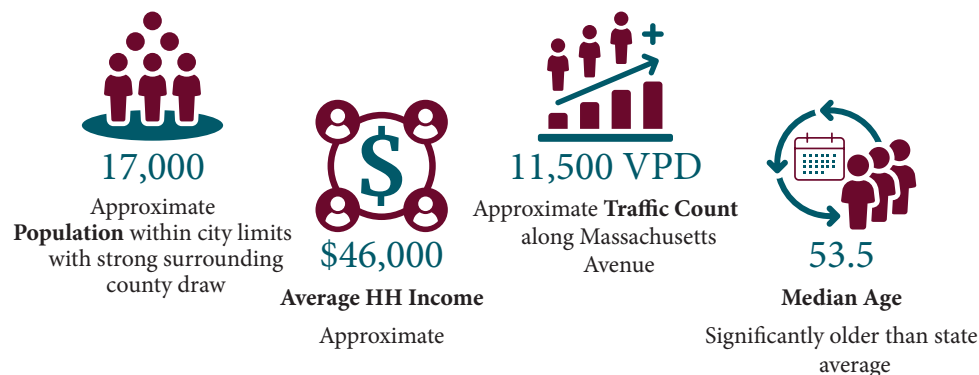 17,000
Approximate
Population within city limits
with strong surrounding
county draw
$
$46,000
Average HH Income
Approximate
+
11,500 VPD
Approximate Traffic Count
along Massachusetts
Avenue
53.5
Median Age
Significantly older than state
average